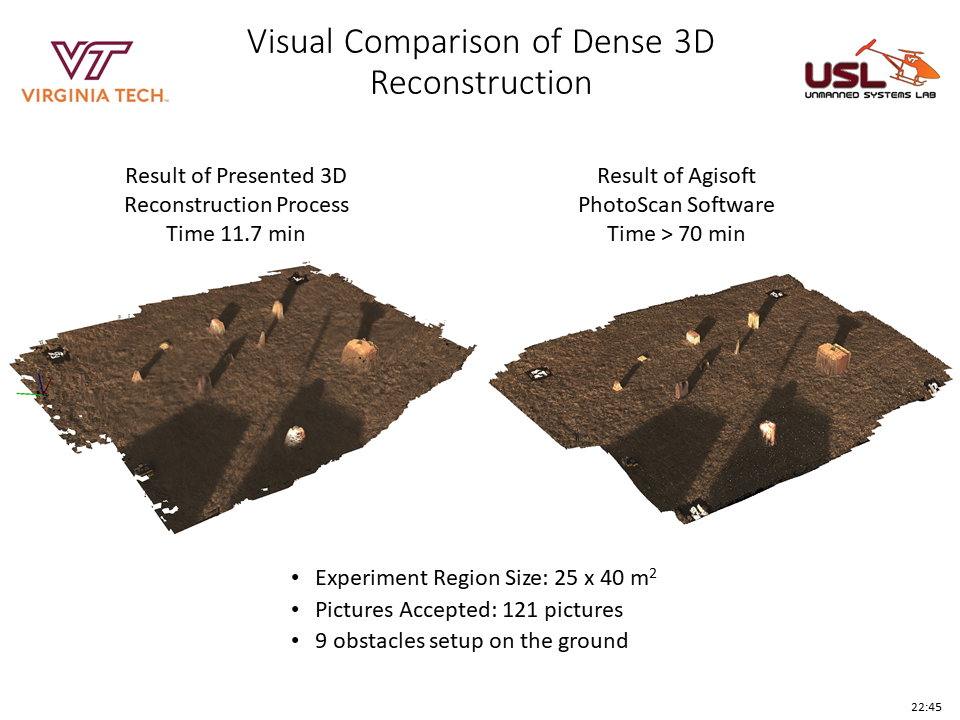 Visual Comparison of Dense 3D
Reconstruction
VT
VIRGINIA TECH™
USL
UNMANNED SYSTEMS LAB
Result of Presented 3D
Reconstruction Process
Time 11.7 min
Result of Agisoft
PhotoScan Software
Time > 70 min
• Experiment Region Size: 25 x 40 m²
• Pictures Accepted: 121 pictures
• 9 obstacles setup on the ground
22:45